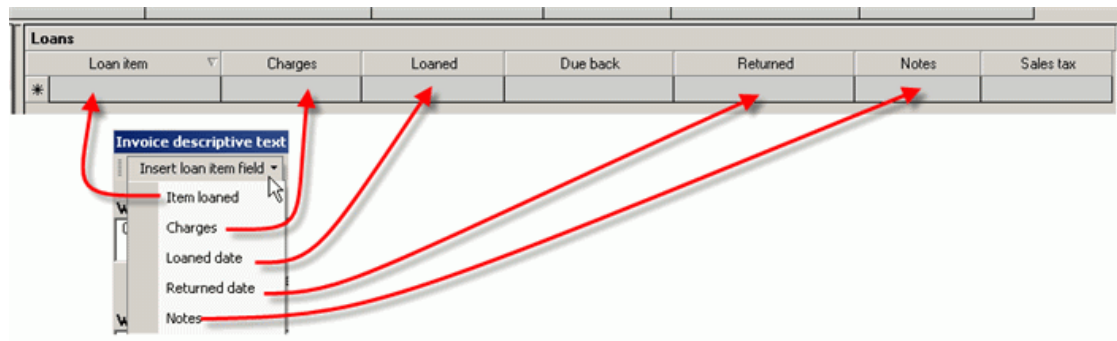 Loans
Loan item Charges Loaned Due back Returned Notes Sales tax
Invoice descriptive text
Insert loan item field
Item loaned
Charges
Loaned date
Returned date
Notes